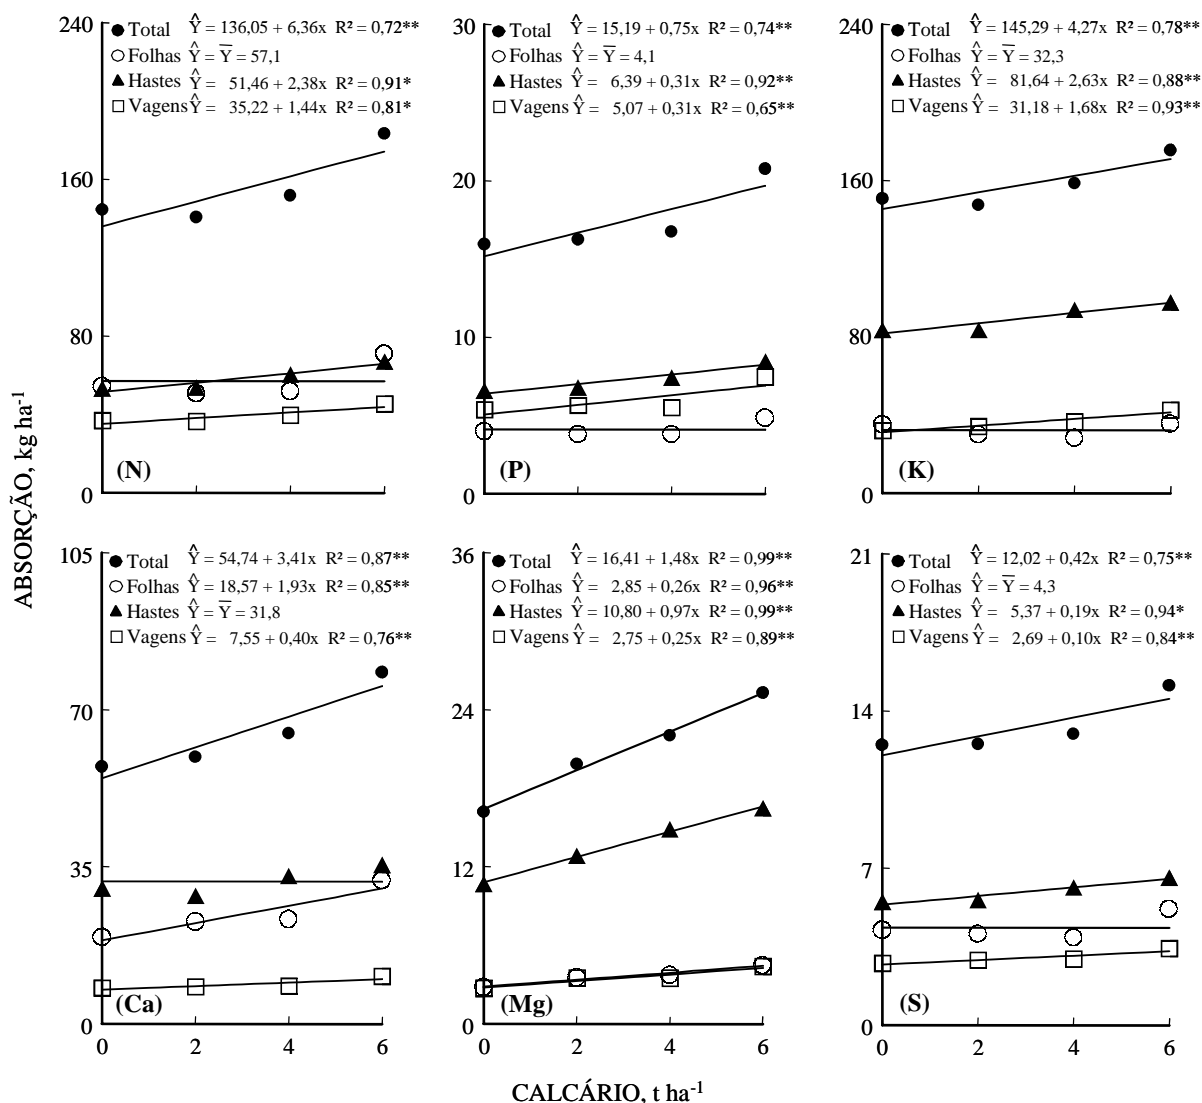 ABSORÇÃO, kg ha⁻¹
240
160
80
0
Total Ŷ = 136,05 + 6,36x R² = 0,72**
Folhas Ŷ = Y̅ = 57,1
Hastes Ŷ = 51,46 + 2,38x R² = 0,91*
Vagens Ŷ = 35,22 + 1,44x R² = 0,81*
(N)
30
20
10
0
Total Ŷ = 15,19 + 0,75x R² = 0,74**
Folhas Ŷ = Y̅ = 4,1
Hastes Ŷ = 6,39 + 0,31x R² = 0,92**
Vagens Ŷ = 5,07 + 0,31x R² = 0,65**
(P)
240
160
80
0
Total Ŷ = 145,29 + 4,27x R² = 0,78**
Folhas Ŷ = Y̅ = 32,3
Hastes Ŷ = 81,64 + 2,63x R² = 0,88**
Vagens Ŷ = 31,18 + 1,68x R² = 0,93**
(K)
105
70
35
0
Total Ŷ = 54,74 + 3,41x R² = 0,87**
Folhas Ŷ = 18,57 + 1,93x R² = 0,85**
Hastes Ŷ = Y̅ = 31,8
Vagens Ŷ = 7,55 + 0,40x R² = 0,76**
(Ca)
0 2 4 6
36
24
12
0
Total Ŷ = 16,41 + 1,48x R² = 0,99**
Folhas Ŷ = 2,85 + 0,26x R² = 0,96**
Hastes Ŷ = 10,80 + 0,97x R² = 0,99**
Vagens Ŷ = 2,75 + 0,25x R² = 0,89**
(Mg)
0 2 4 6
21
14
7
0
Total Ŷ = 12,02 + 0,42x R² = 0,75**
Folhas Ŷ = Y̅ = 4,3
Hastes Ŷ = 5,37 + 0,19x R² = 0,94*
Vagens Ŷ = 2,69 + 0,10x R² = 0,84**
(S)
0 2 4 6
CALCÁRIO, t ha⁻¹